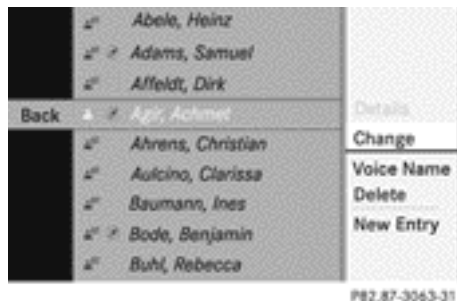 Abele, Heinz
Adams, Samuel
Affeldt, Dirk
Back
Agir, Achmet
Details
Ahrens, Christian
Change
Aulcino, Clarissa
Voice Name
Baumann, Ines
Delete
Bode, Benjamin
New Entry
Buhl, Rebecca
P82.87-3063-31